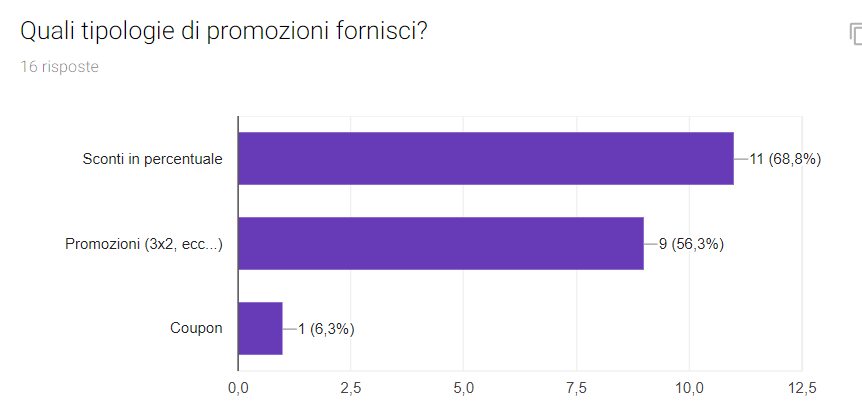 Quali tipologie di promozioni fornisci?
16 risposte
Sconti in percentuale
11 (68,8%)
Promozioni (3x2, ecc...)
9 (56,3%)
Coupon
1 (6,3%)
0,0 2,5 5,0 7,5 10,0 12,5